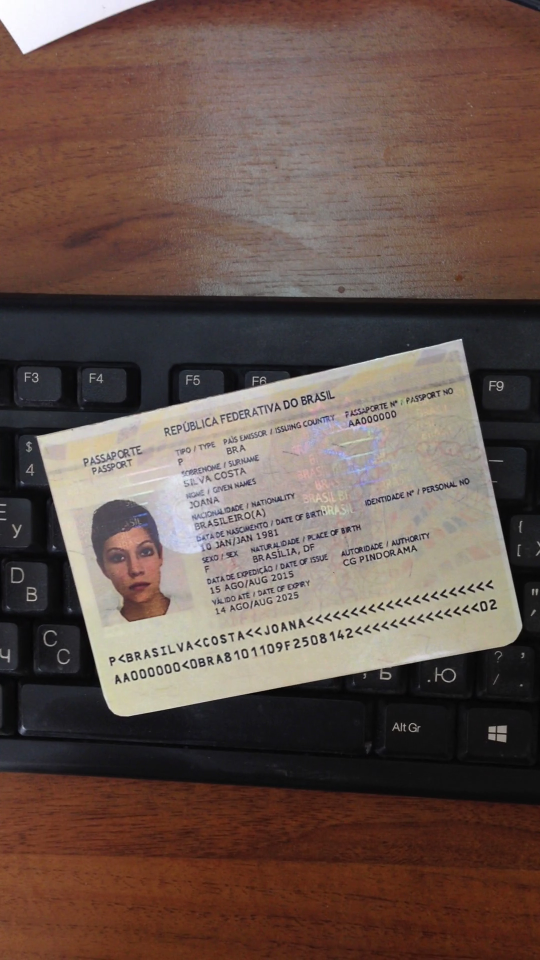 F3
F4
F5
F6
F9
$
4
REPÚBLICA FEDERATIVA DO BRASIL
PASSAPORTE
PASSPORT
TIPO / TYPE PAÍS EMISSOR / ISSUING COUNTRY PASSAPORTE Nº / PASSPORT NO
P BRA AA000000
SOBRENOME / SURNAME
SILVA COSTA
NOME / GIVEN NAMES
JOANA
NACIONALIDADE / NATIONALITY
BRASILEIRO(A)
IDENTIDADE Nº / PERSONAL NO
DATA DE NASCIMENTO / DATE OF BIRTH
10 JAN/JAN 1981
SEXO / SEX NATURALIDADE / PLACE OF BIRTH
F BRASÍLIA, DF
DATA DE EXPEDIÇÃO / DATE OF ISSUE AUTORIDADE / AUTHORITY
15 AGO/AUG 2015 CG PINDORAMA
VÁLIDO ATÉ / DATE OF EXPIRY
14 AGO/AUG 2025
BRASIL
P<BRASILVA<COSTA<<JOANA<<<<<<<<<<<<<<<<<<<<<
AA000000<0BRA8101109F2508142<<<<<<<<<<<<<<02
E
у
D
В
Ч
C
С
Ь
.Ю
? ,
/ .
{ X
[
Alt Gr